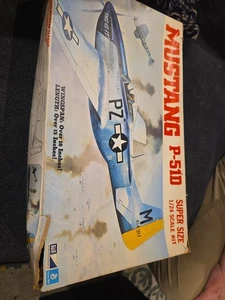 MUSTANG P-51D
SUPER SIZE
1/24 SCALE KIT
WINGSPAN: Over 18 Inches!
LENGTH: Over 15 Inches!
PZ
M